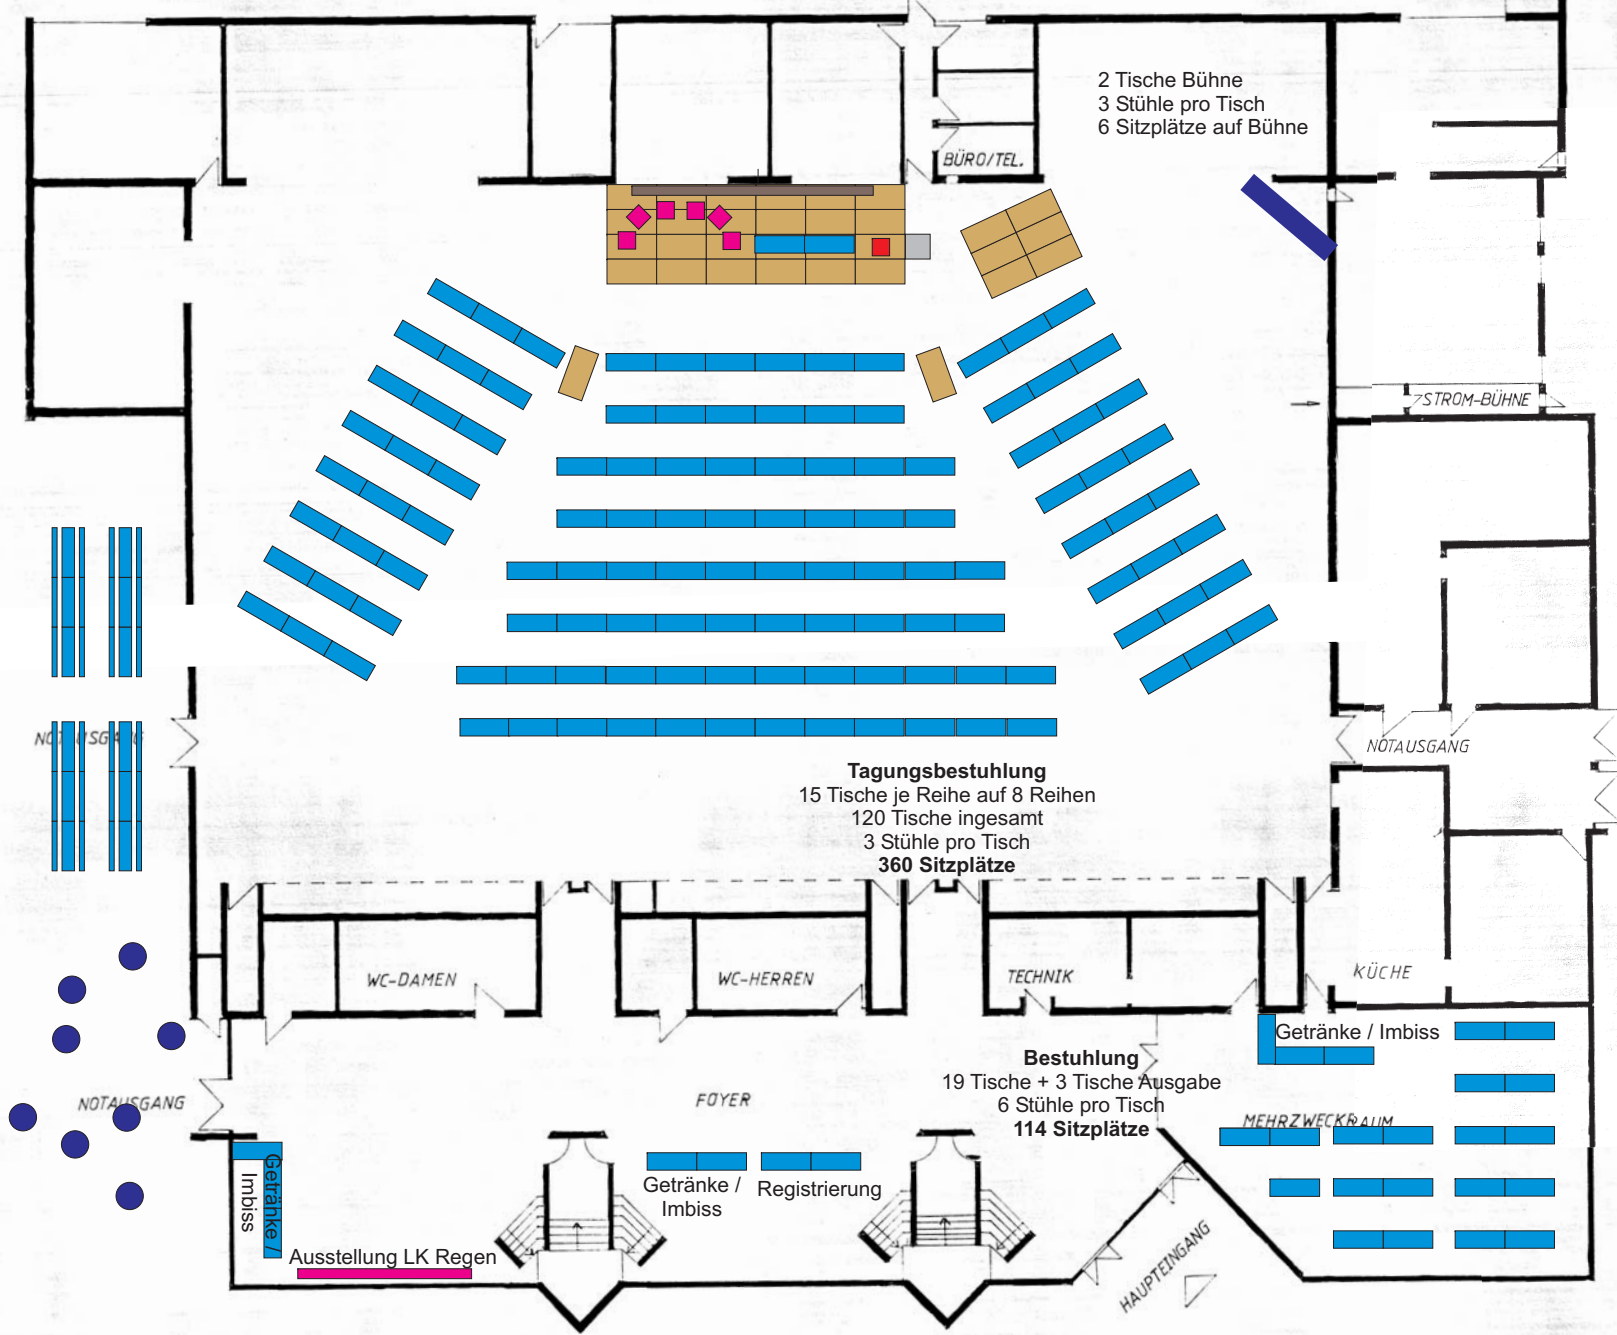 2 Tische Bühne
3 Stühle pro Tisch
6 Sitzplätze auf Bühne
BÜRO/TEL.
STROM-BÜHNE
NOTAUSGANG
NOTAUSGANG
Tagungsbestuhlung
15 Tische je Reihe auf 8 Reihen
120 Tische ingesamt
3 Stühle pro Tisch
360 Sitzplätze
WC-DAMEN
WC-HERREN
TECHNIK
KÜCHE
Getränke / Imbiss
Bestuhlung
19 Tische + 3 Tische Ausgabe
6 Stühle pro Tisch
114 Sitzplätze
NOTAUSGANG
FOYER
MEHRZWECKRAUM
Getränke /
Imbiss
Getränke /
Imbiss
Registrierung
Ausstellung LK Regen
HAUPTEINGANG